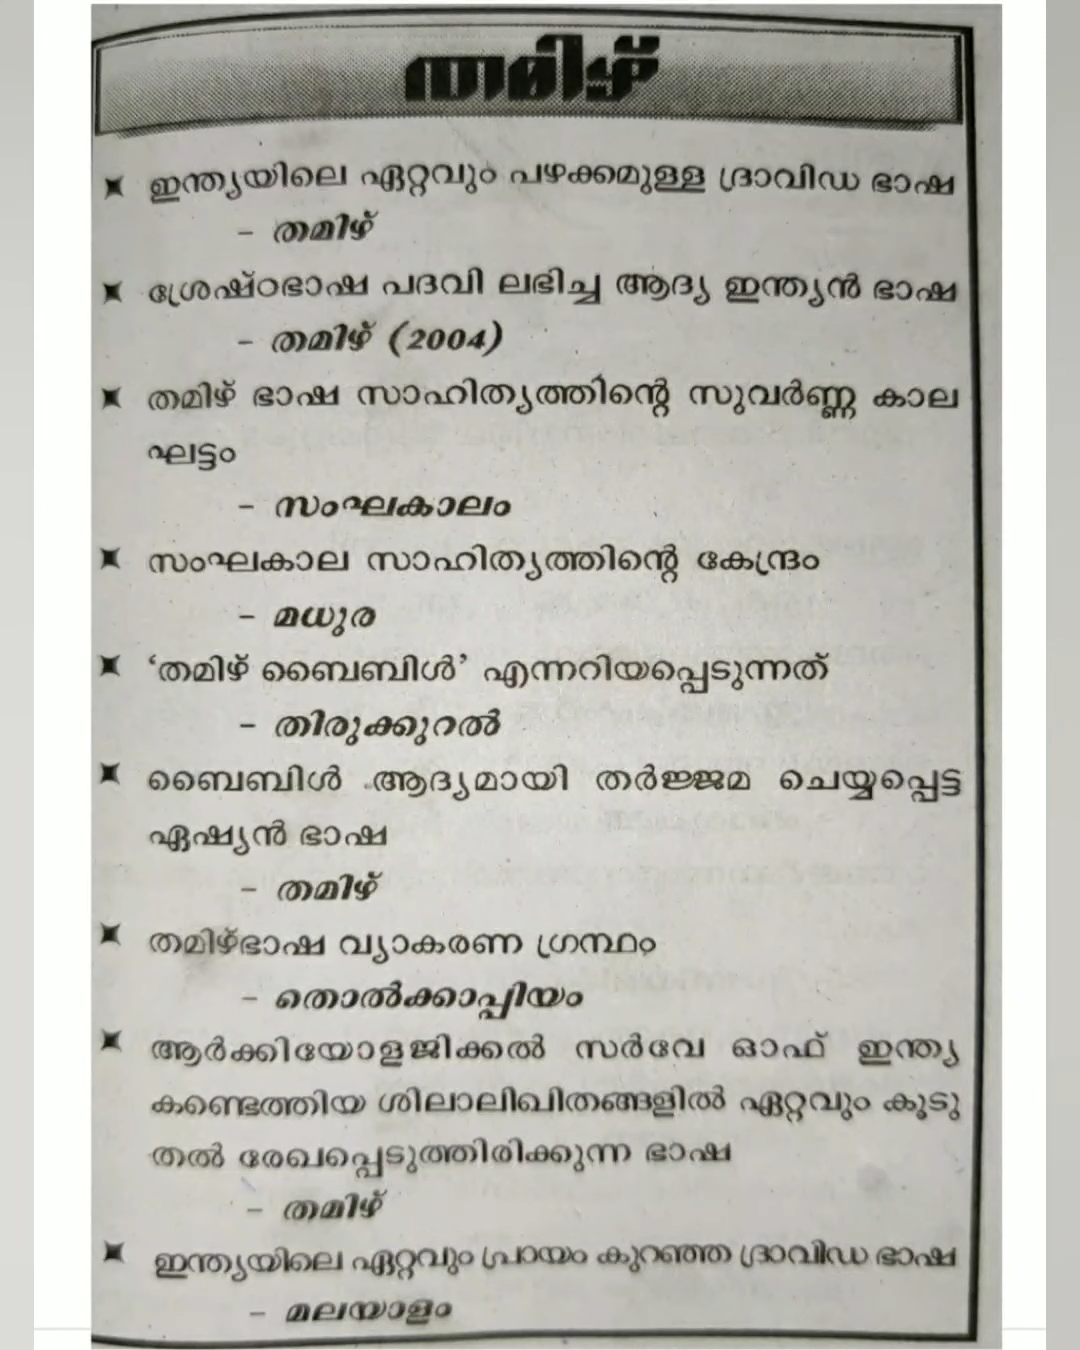 തമിഴ്
ഇന്ത്യയിലെ ഏറ്റവും പഴക്കമുള്ള ദ്രാവിഡ ഭാഷ
- തമിഴ്
ശ്രേഷ്ഠഭാഷ പദവി ലഭിച്ച ആദ്യ ഇന്ത്യൻ ഭാഷ
- തമിഴ് (2004)
തമിഴ് ഭാഷ സാഹിത്യത്തിന്റെ സുവർണ്ണ കാല
ഘട്ടം
- സംഘകാലം
സംഘകാല സാഹിത്യത്തിന്റെ കേന്ദ്രം
- മധുര
‘തമിഴ് ബൈബിൾ’ എന്നറിയപ്പെടുന്നത്
- തിരുക്കുറൽ
ബൈബിൾ ആദ്യമായി തർജ്ജമ ചെയ്യപ്പെട്ട
ഏഷ്യൻ ഭാഷ
- തമിഴ്
തമിഴ്ഭാഷ വ്യാകരണ ഗ്രന്ഥം
- തൊൽക്കാപ്പിയം
ആർക്കിയോളജിക്കൽ സർവേ ഓഫ് ഇന്ത്യ
കണ്ടെത്തിയ ശിലാലിഖിതങ്ങളിൽ ഏറ്റവും കൂടു
തൽ രേഖപ്പെടുത്തിരിക്കുന്ന ഭാഷ
- തമിഴ്
ഇന്ത്യയിലെ ഏറ്റവും പ്രായം കുറഞ്ഞ ദ്രാവിഡ ഭാഷ
- മലയാളം